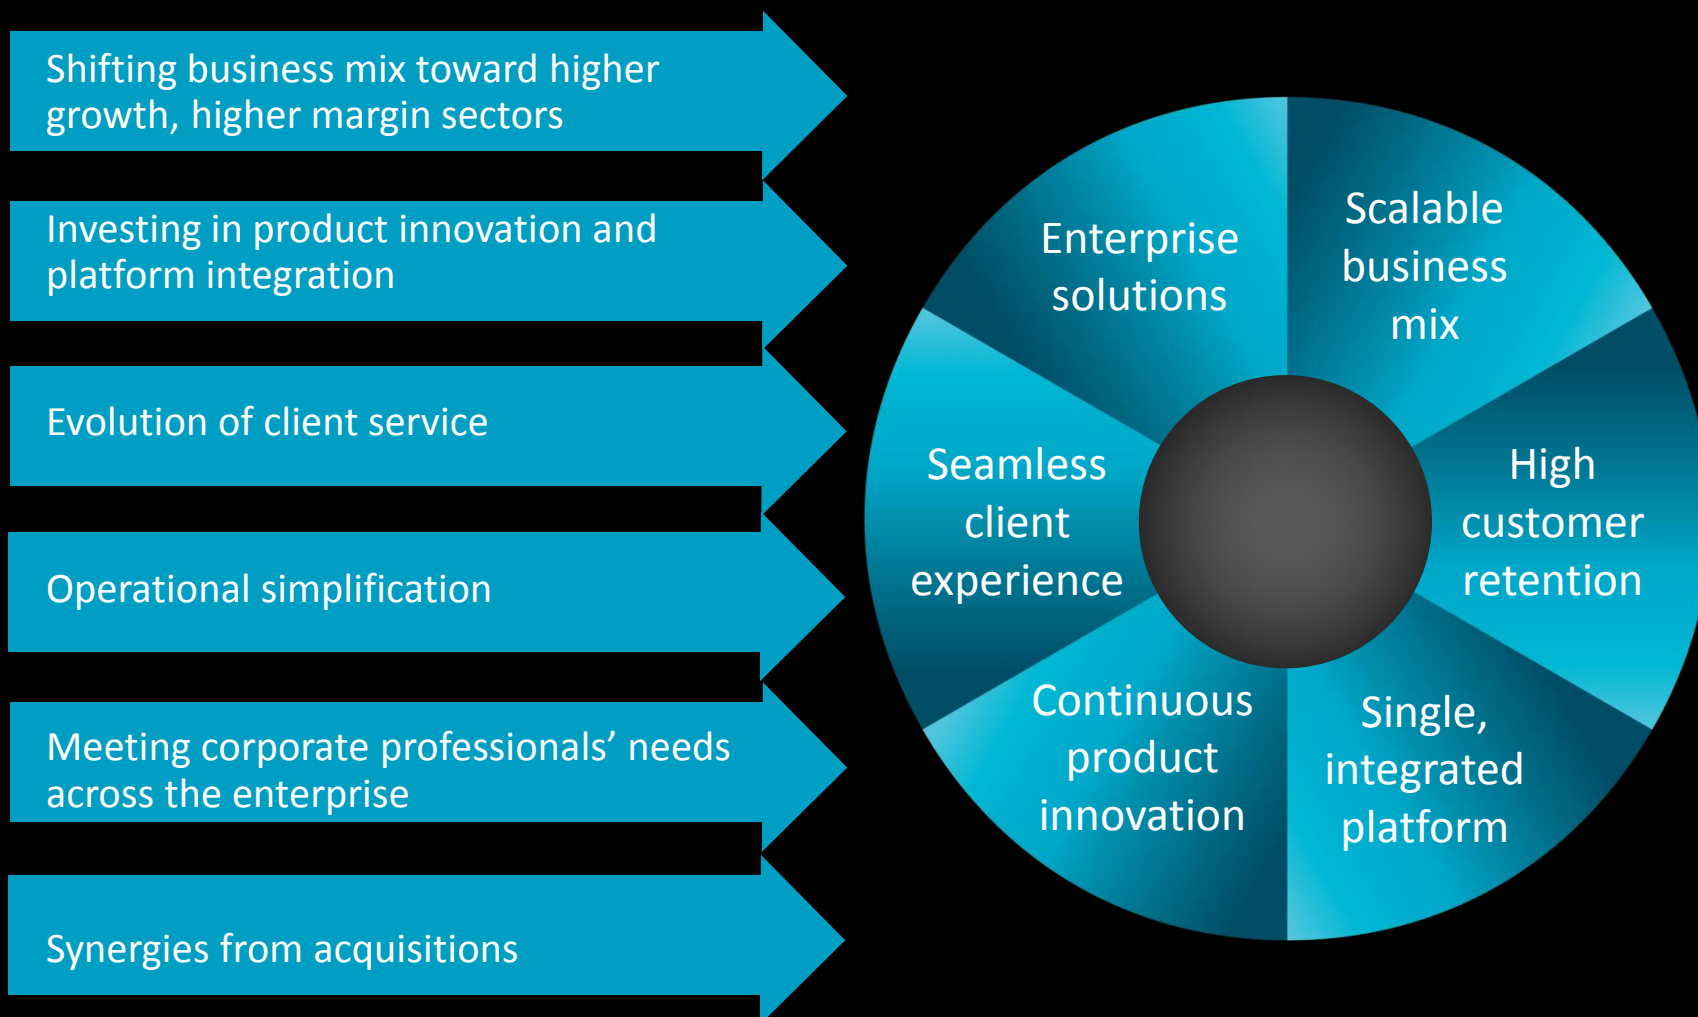 Shifting business mix toward higher
growth, higher margin sectors
Investing in product innovation and
platform integration
Evolution of client service
Operational simplification
Meeting corporate professionals’ needs
across the enterprise
Synergies from acquisitions
Enterprise
solutions
Scalable
business
mix
High
customer
retention
Single,
integrated
platform
Continuous
product
innovation
Seamless
client
experience